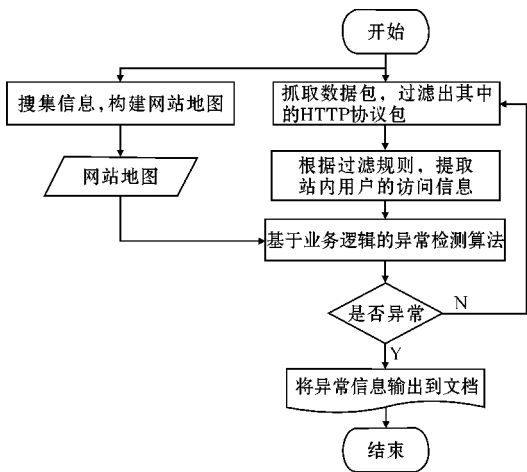 开始
搜集信息,构建网站地图
抓取数据包，过滤出其中
的HTTP协议包
网站地图
根据过滤规则，提取
站内用户的访问信息
基于业务逻辑的异常检测算法
是否异常
N
Y
将异常信息输出到文档
结束